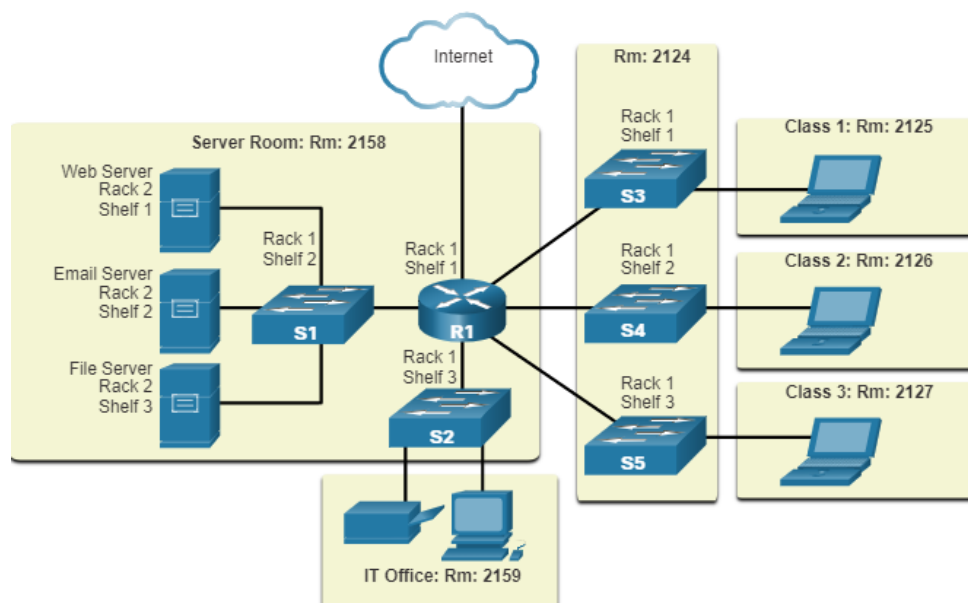 Internet
Rm: 2124
Rack 1
Shelf 1
S3
Class 1: Rm: 2125
Server Room: Rm: 2158
Web Server
Rack 2
Shelf 1
Rack 1
Shelf 2
Rack 1
Shelf 1
Email Server
Rack 2
Shelf 2
S1
R1
Rack 1
Shelf 2
S4
Class 2: Rm: 2126
File Server
Rack 2
Shelf 3
Rack 1
Shelf 3
S2
Rack 1
Shelf 3
S5
Class 3: Rm: 2127
IT Office: Rm: 2159